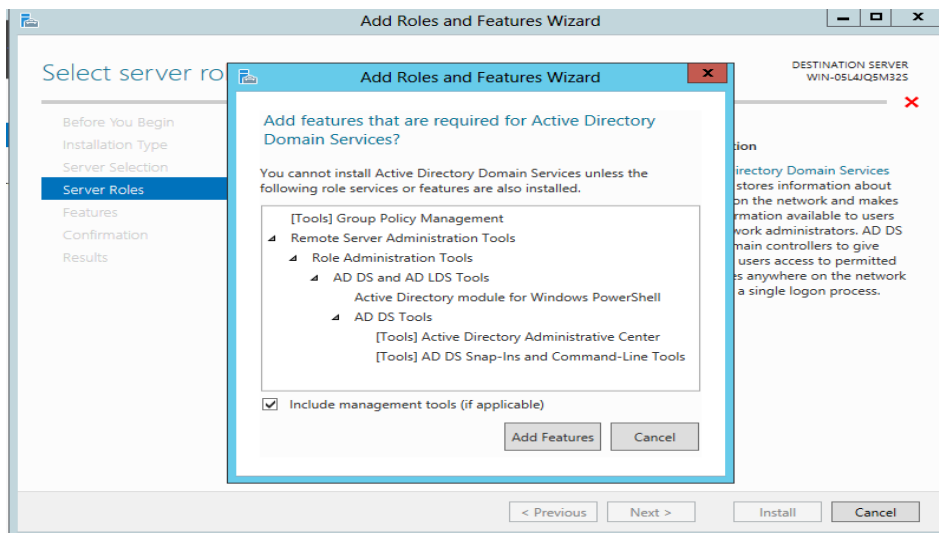 Add Roles and Features Wizard
Select server ro
DESTINATION SERVER
WIN-05L4JQ5M32S
Before You Begin
Installation Type
Server Selection
Server Roles
Features
Confirmation
Results
Add Roles and Features Wizard
Add features that are required for Active Directory
Domain Services?
You cannot install Active Directory Domain Services unless the
following role services or features are also installed.
[Tools] Group Policy Management
Remote Server Administration Tools
Role Administration Tools
AD DS and AD LDS Tools
Active Directory module for Windows PowerShell
AD DS Tools
[Tools] Active Directory Administrative Center
[Tools] AD DS Snap-Ins and Command-Line Tools
Include management tools (if applicable)
Add Features
Cancel
tion
irectory Domain Services
stores information about
on the network and makes
rmation available to users
work administrators. AD DS
main controllers to give
users access to permitted
es anywhere on the network
a single logon process.
< Previous
Next >
Install
Cancel